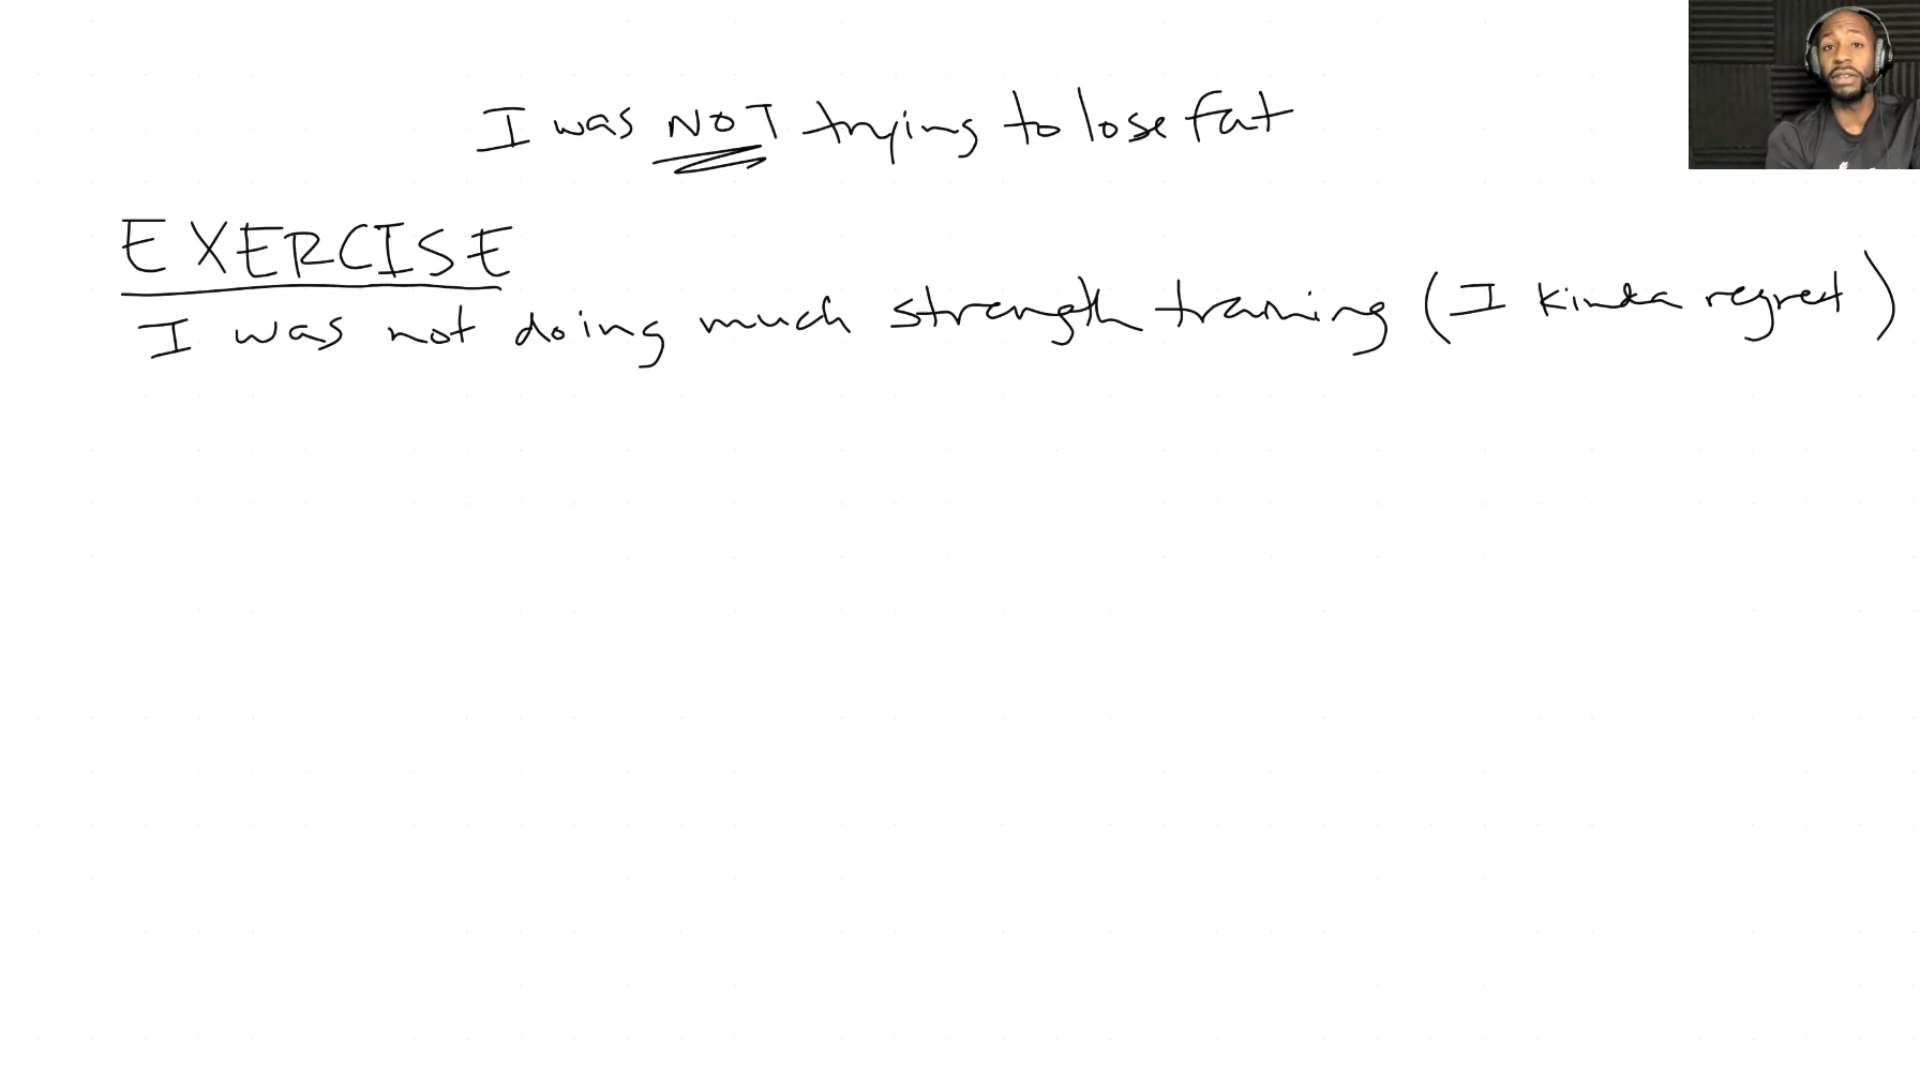 I was NOT trying to lose fat
EXERCISE
I was not doing much strength training (I kinda regret)